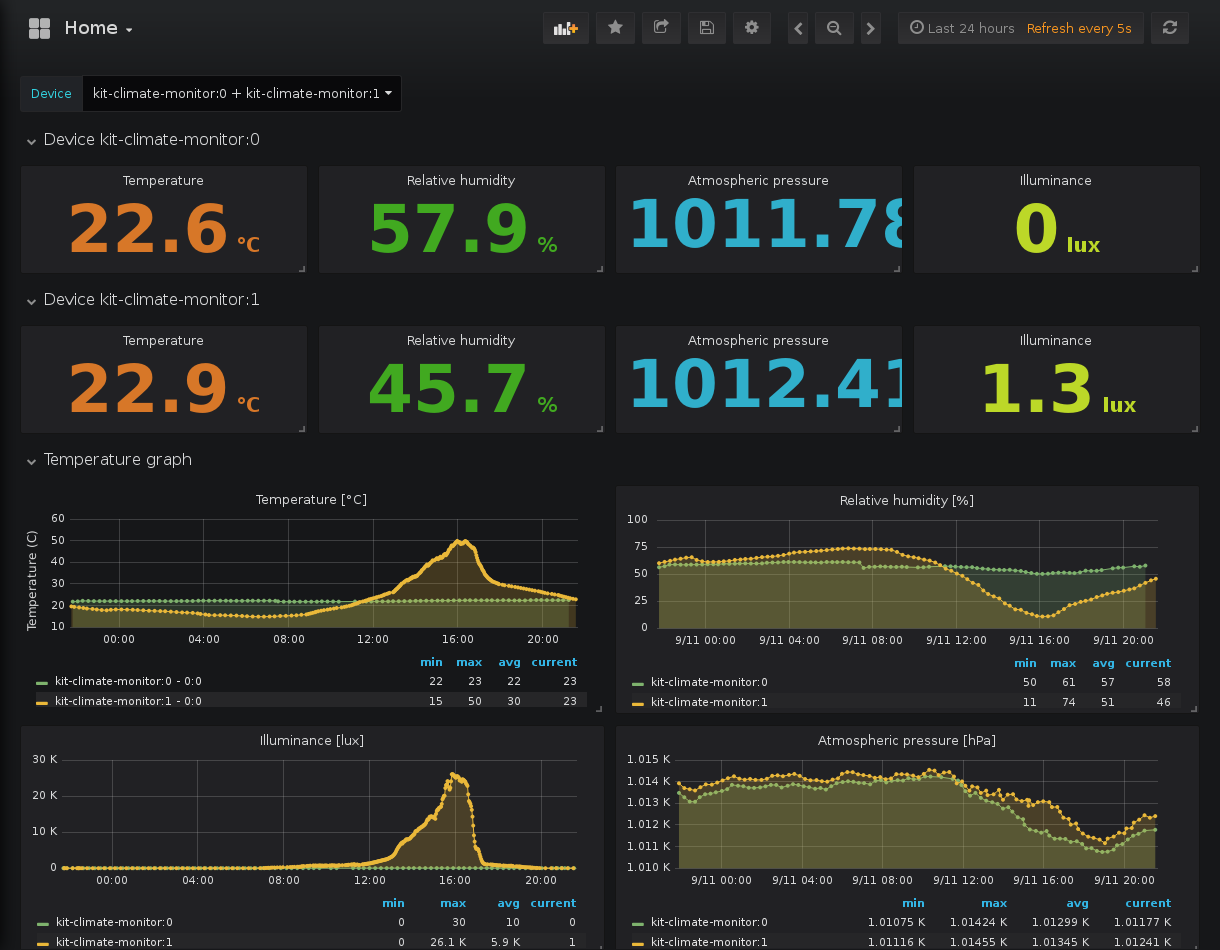 Home
Last 24 hours Refresh every 5s
Device kit-climate-monitor:0 + kit-climate-monitor:1
Device kit-climate-monitor:0
Temperature Relative humidity Atmospheric pressure Illuminance
22.6 °C 57.9 % 1011.78 0 lux
Device kit-climate-monitor:1
Temperature Relative humidity Atmospheric pressure Illuminance
22.9 °C 45.7 % 1012.41 1.3 lux
Temperature graph
Temperature [°C]
Temperature (C)
60
50
40
30
20
10
00:00 04:00 08:00 12:00 16:00 20:00
min max avg current
kit-climate-monitor:0 - 0:0 22 23 22 23
kit-climate-monitor:1 - 0:0 15 50 30 23
Relative humidity [%]
100
75
50
25
0
9/11 00:00 9/11 04:00 9/11 08:00 9/11 12:00 9/11 16:00 9/11 20:00
min max avg current
kit-climate-monitor:0 50 61 57 58
kit-climate-monitor:1 11 74 51 46
Illuminance [lux]
30 K
20 K
10 K
0
00:00 04:00 08:00 12:00 16:00 20:00
min max avg current
kit-climate-monitor:0 0 30 10 0
kit-climate-monitor:1 0 26.1 K 5.9 K 1
Atmospheric pressure [hPa]
1.015 K
1.014 K
1.013 K
1.012 K
1.011 K
1.010 K
9/11 00:00 9/11 04:00 9/11 08:00 9/11 12:00 9/11 16:00 9/11 20:00
min max avg current
kit-climate-monitor:0 1.01075 K 1.01424 K 1.01299 K 1.01177 K
kit-climate-monitor:1 1.01116 K 1.01455 K 1.01345 K 1.01241 K